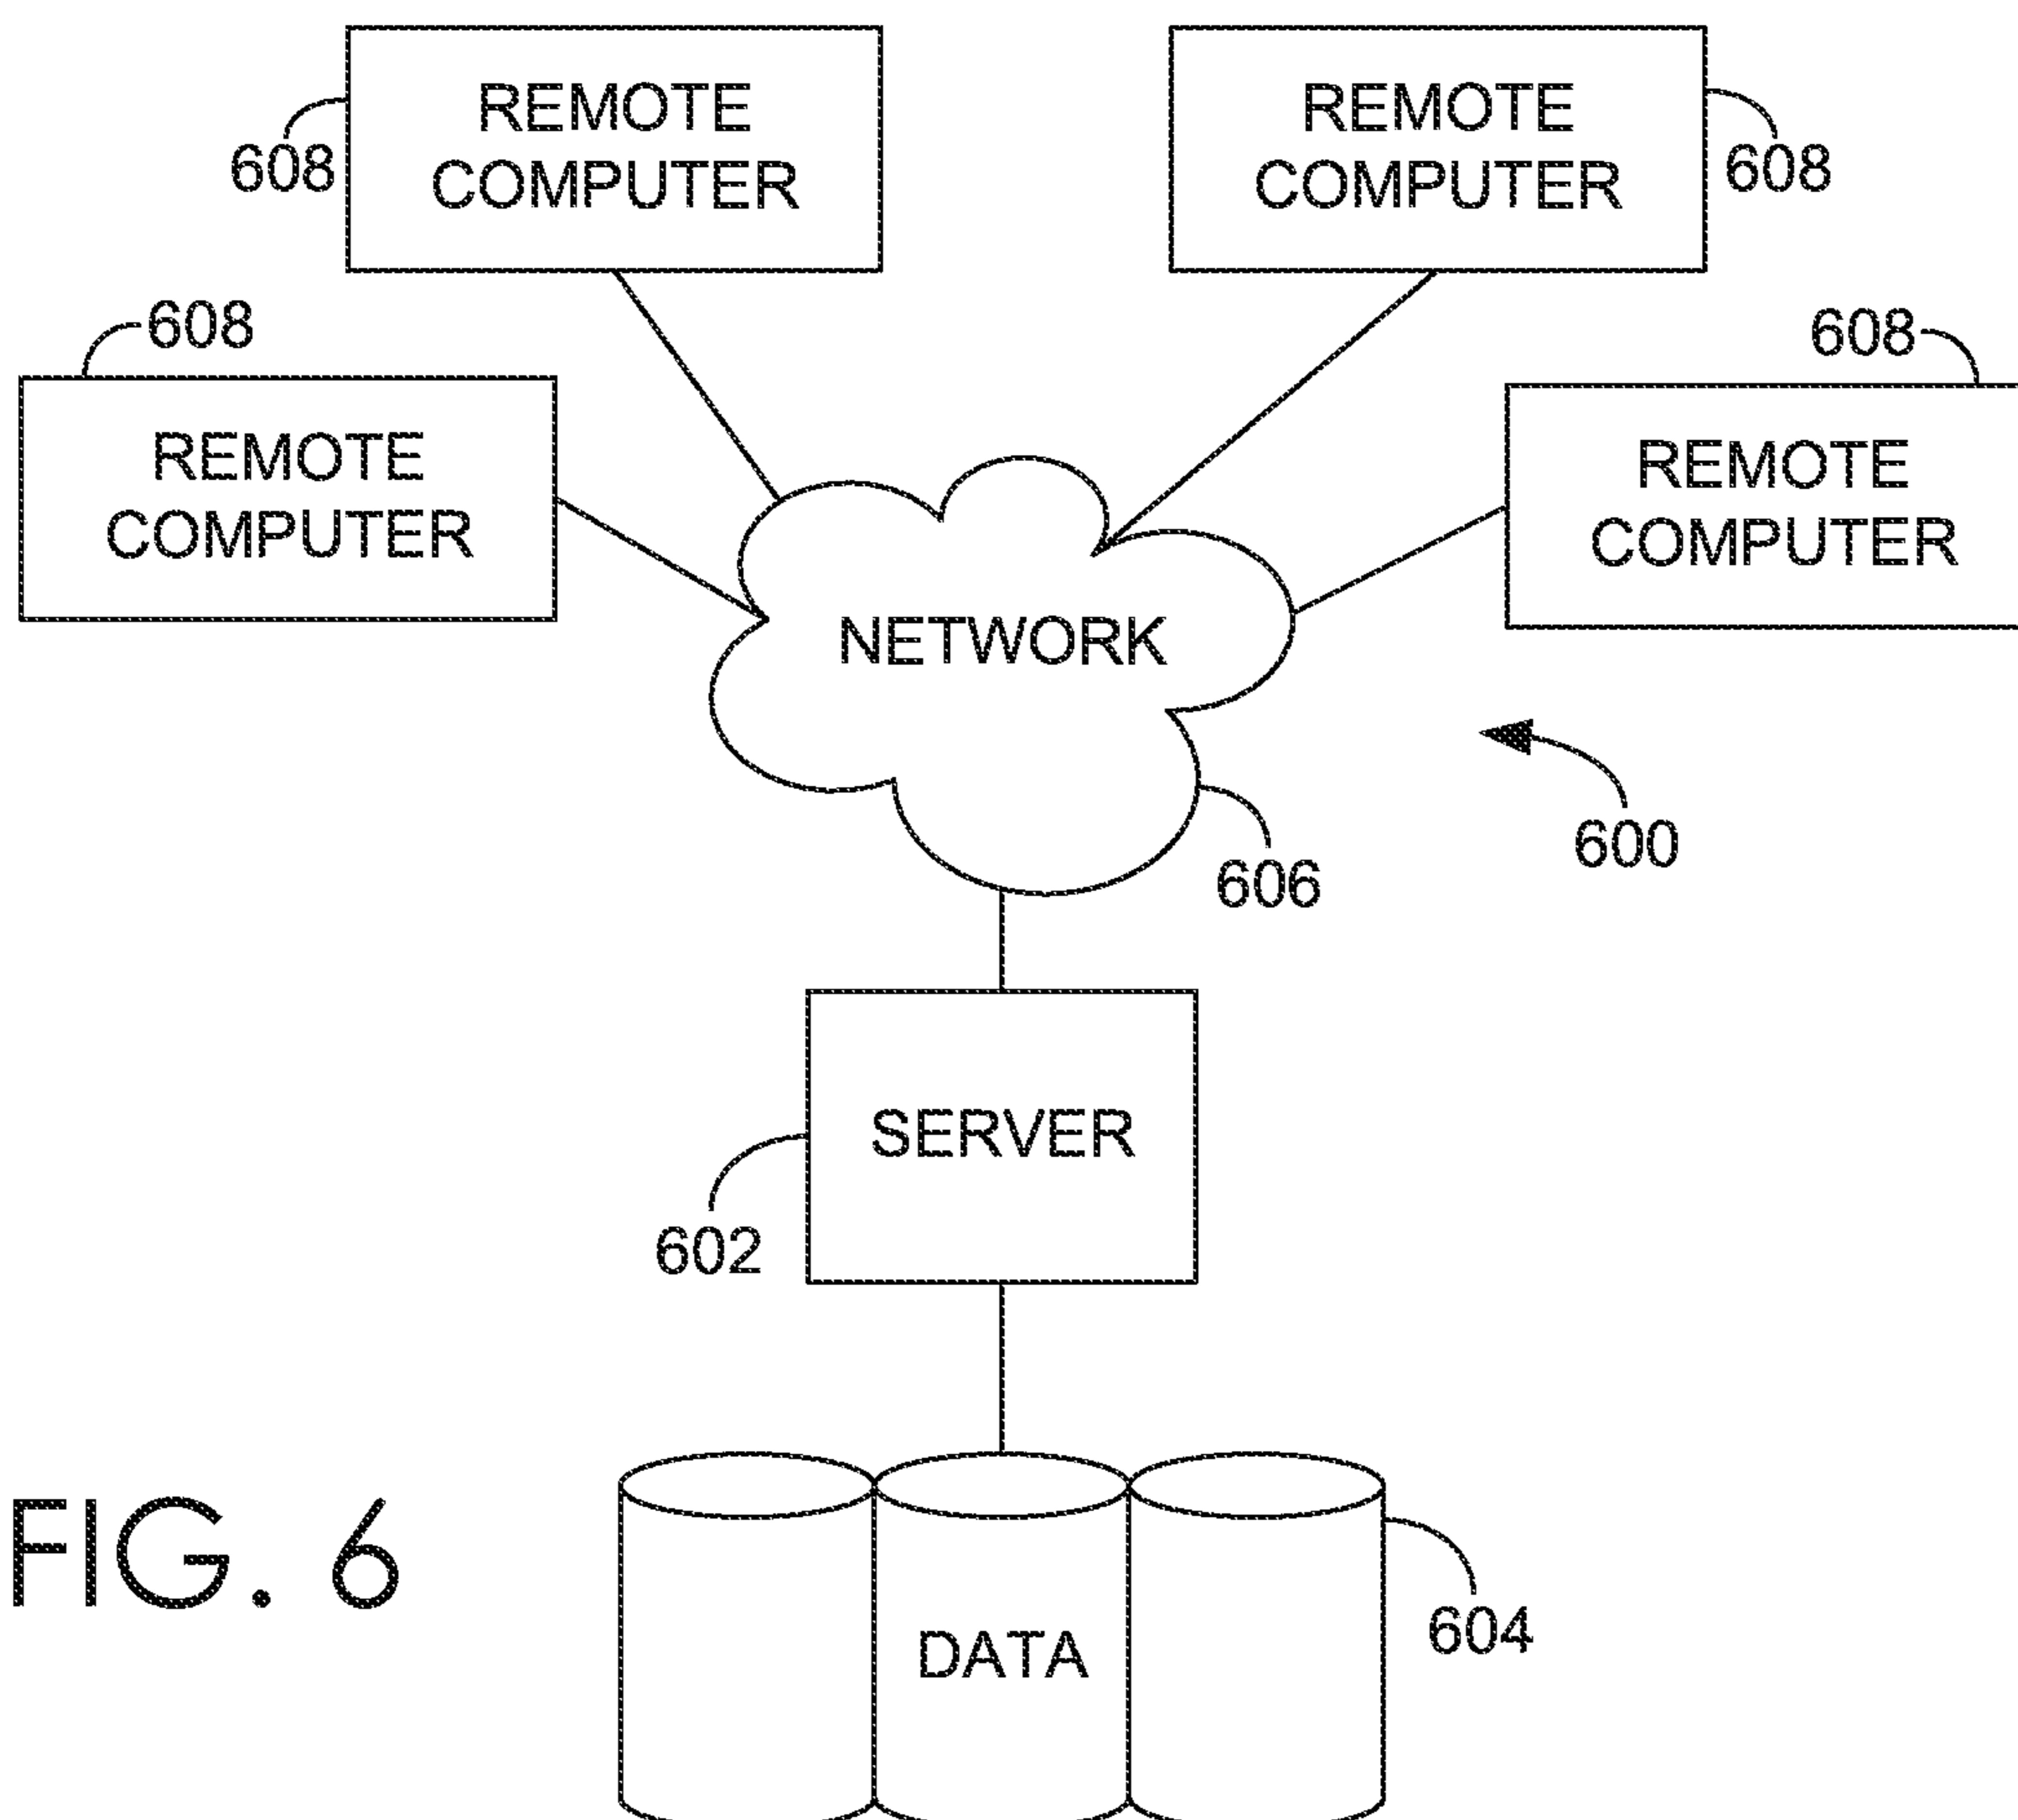 REMOTE
COMPUTER
608
REMOTE
COMPUTER
608
608
REMOTE
COMPUTER
608
REMOTE
COMPUTER
NETWORK
600
606
SERVER
602
FIG. 6
DATA
604